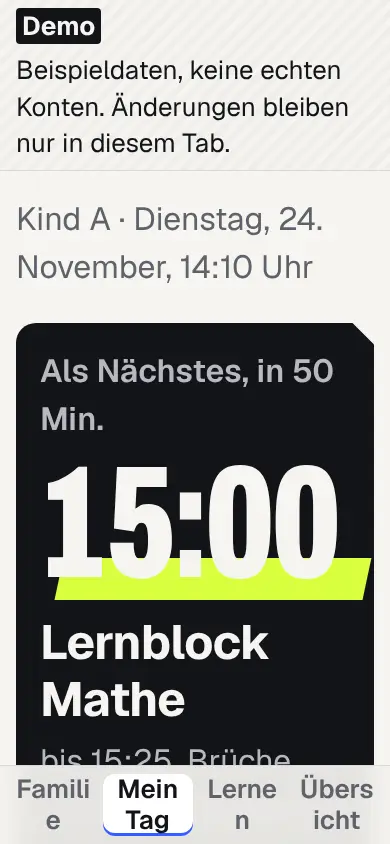 Demo
Beispieldaten, keine echten
Konten. Änderungen bleiben
nur in diesem Tab.
Kind A · Dienstag, 24.
November, 14:10 Uhr
Als Nächstes, in 50
Min.
15:00
Lernblock
Mathe
bis 15:25, Brüche
Famili
e
Mein
Tag
Lerne
n
Übers
icht